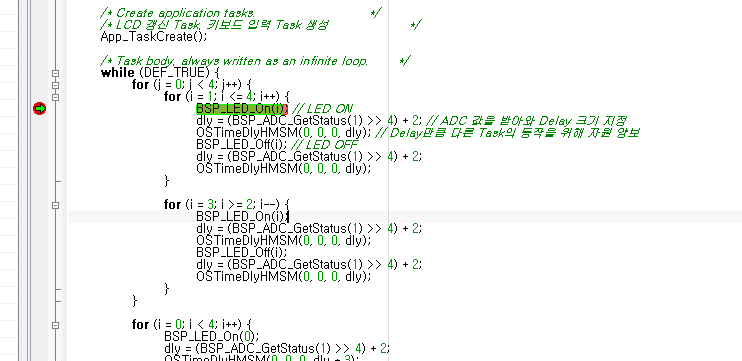 /* Create application tasks. */
/* LCD 갱신 Task, 키보드 입력 Task 생성 */
App_TaskCreate();
/* Task body, always written as an infinite loop. */
while (DEF_TRUE) {
for (j = 0; j < 4; j++) {
for (i = 1; i <= 4; i++) {
BSP_LED_On(i); // LED ON
dly = (BSP_ADC_GetStatus(1) >> 4) + 2; // ADC 값을 받아와 Delay 크기 지정
OSTimeDlyHMSM(0, 0, 0, dly); // Delay만큼 다른 Task의 동작을 위해 자원 양보
BSP_LED_Off(i); // LED OFF
dly = (BSP_ADC_GetStatus(1) >> 4) + 2;
OSTimeDlyHMSM(0, 0, 0, dly);
}
for (i = 3; i >= 2; i--) {
BSP_LED_On(i);
dly = (BSP_ADC_GetStatus(1) >> 4) + 2;
OSTimeDlyHMSM(0, 0, 0, dly);
BSP_LED_Off(i);
dly = (BSP_ADC_GetStatus(1) >> 4) + 2;
OSTimeDlyHMSM(0, 0, 0, dly);
}
}
for (i = 0; i < 4; i++) {
BSP_LED_On(0);
dly = (BSP_ADC_GetStatus(1) >> 4) + 2;
OSTimeDlyHMSM(0, 0, 0, dly + 3);